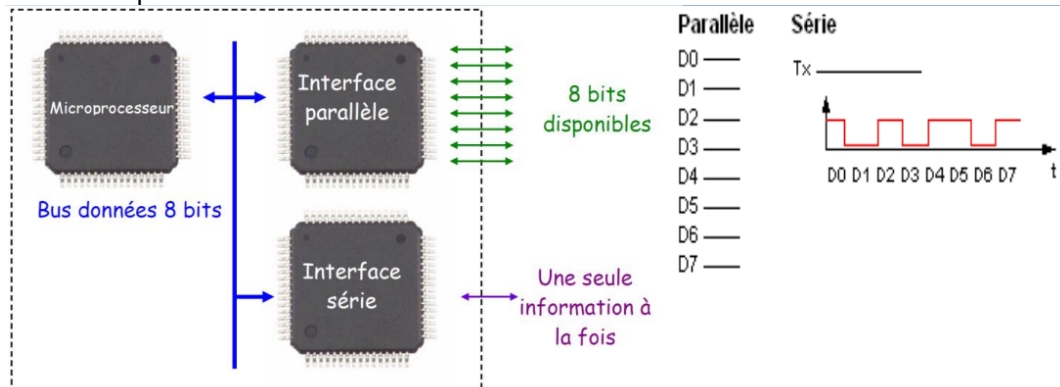 Microprocesseur
Interface
parallèle
8 bits
disponibles
Bus données 8 bits
Interface
série
Une seule
information à
la fois
Parallèle Série
D0
D1
D2
D3
D4
D5
D6
D7
Tx
D0 D1 D2 D3 D4 D5 D6 D7 t